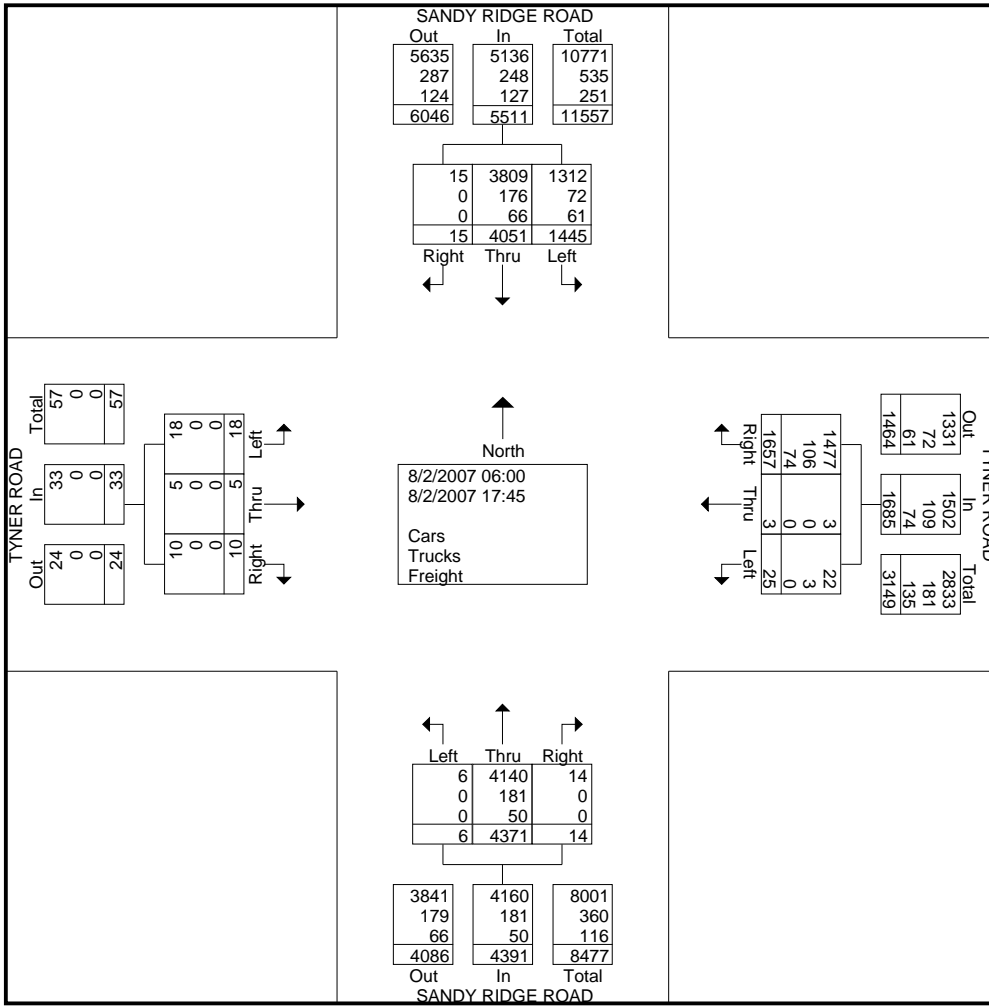 SANDY RIDGE ROAD
Out In Total
5635 5136 10771
287 248 535
124 127 251
6046 5511 11557
15 3809 1312
0 176 72
0 66 61
15 4051 1445
Right Thru Left
TYNER ROAD
Total
57
0
0
57
In
33
0
0
33
Out
24
0
0
24
18
0
0
18
Left
5
0
0
5
Thru
10
0
0
10
Right
North
8/2/2007 06:00
8/2/2007 17:45
Cars
Trucks
Freight
Right
1477
106
74
1657
Thru
3
0
0
3
Left
22
3
0
25
Out
1331
72
61
1464
In
1502
109
74
1685
Total
2833
181
135
3149
TYNER ROAD
Left Thru Right
6 4140 14
0 181 0
0 50 0
6 4371 14
3841 4160 8001
179 181 360
66 50 116
4086 4391 8477
Out In Total
SANDY RIDGE ROAD